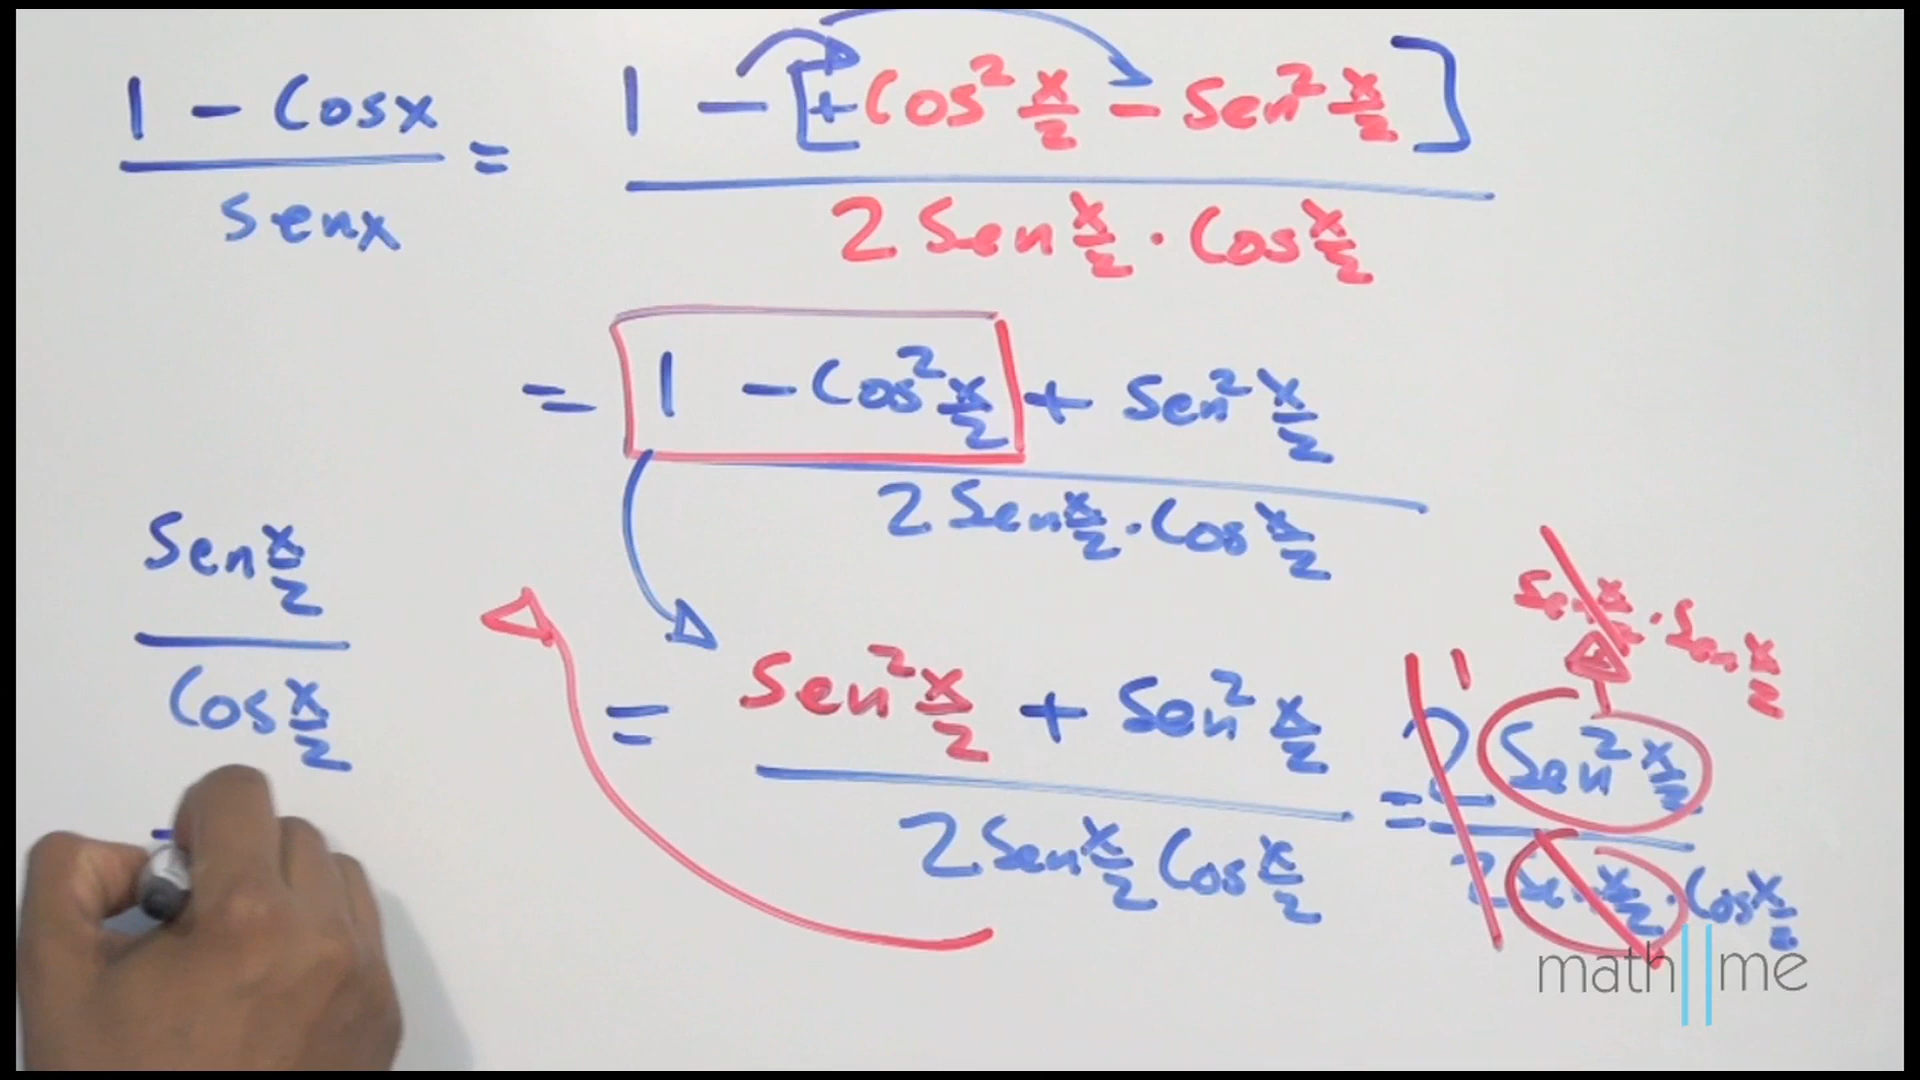 1 - Cosx / senx = 1 - [+Cos² x/2 - Sen² x/2] / 2 Sen x/2 · Cos x/2
= 1 - Cos² x/2 + Sen² x/2 / 2 Sen x/2 · Cos x/2
= Sen² x/2 + Sen² x/2 / 2 Sen x/2 Cos x/2 = 2 Sen² x/2 / 2 Sen x/2 · Cos x/2
1
Sen x/2 · Sen x/2
Sen x/2 / Cos x/2
math||me